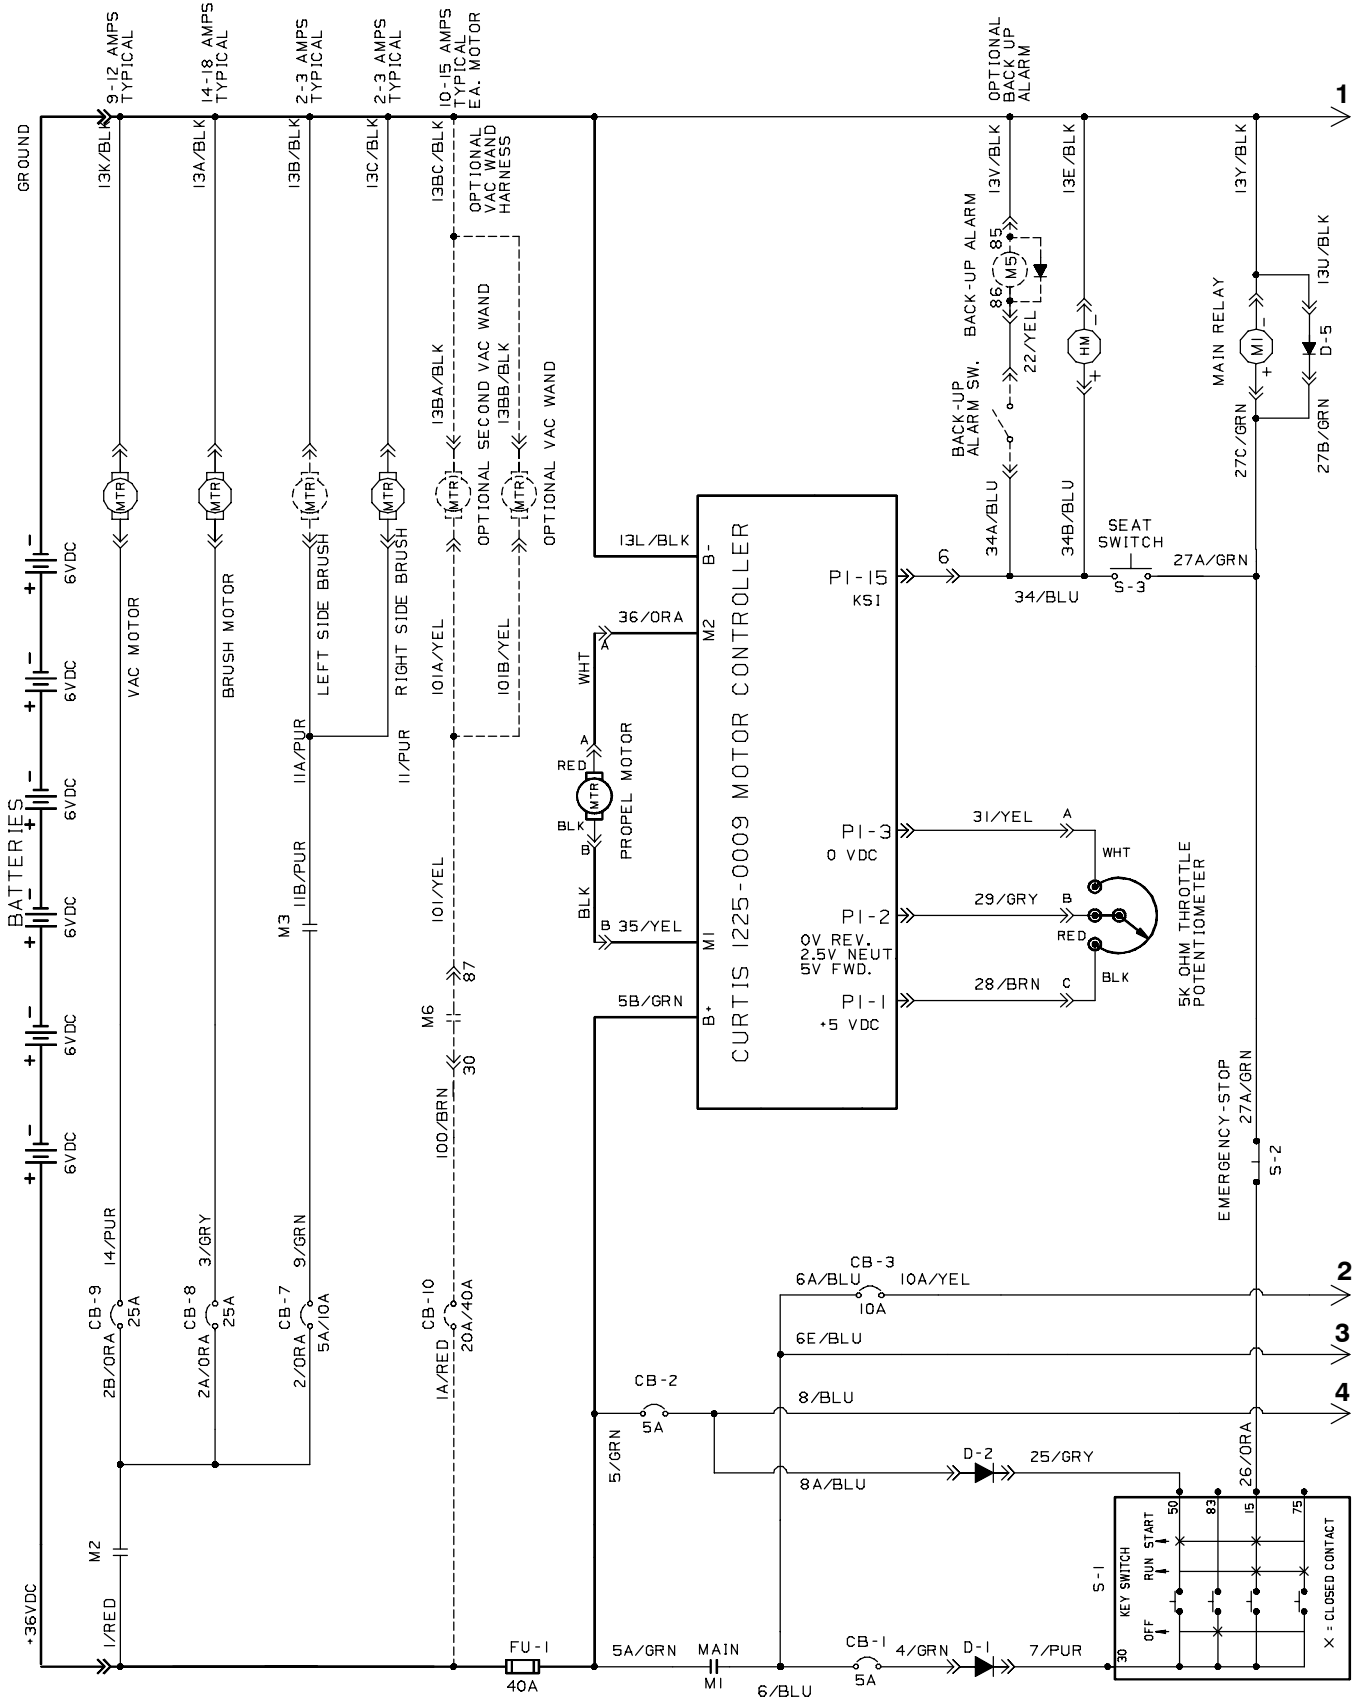 9-12 AMPS
TYPICAL
14-18 AMPS
TYPICAL
2-3 AMPS
TYPICAL
2-3 AMPS
TYPICAL
10-15 AMPS
TYPICAL
EA. MOTOR
OPTIONAL
BACK UP
ALARM
GROUND
13K/BLK
13A/BLK
13B/BLK
13C/BLK
13BC/BLK
OPTIONAL
VAC WAND
HARNESS
13V/BLK
13E/BLK
13Y/BLK
1
BACK-UP ALARM
85
M5
86
22/YEL
BACK-UP
ALARM SW.
HM
-
+
MAIN RELAY
M1
-
+
13U/BLK
D-5
27C/GRN
27B/GRN
13BA/BLK
13BB/BLK
OPTIONAL SECOND VAC WAND
OPTIONAL VAC WAND
MTR
MTR
MTR
MTR
MTR
MTR
VAC MOTOR
BRUSH MOTOR
LEFT SIDE BRUSH
RIGHT SIDE BRUSH
101A/YEL
101B/YEL
BATTERIES
- + 6VDC
- + 6VDC
- + 6VDC
- + 6VDC
- + 6VDC
- + 6VDC
13L/BLK
B-
34A/BLU
34B/BLU
SEAT
SWITCH
S-3
27A/GRN
6
34/BLU
P1-15
KSI
36/ORA
M2
A
WHT
A
RED
MTR
PROPEL MOTOR
BLK
B
BLK
B
35/YEL
M1
5B/GRN
B+
CURTIS 1225-0009 MOTOR CONTROLLER
P1-3
0 VDC
31/YEL
A
WHT
P1-2
0V REV.
2.5V NEUT.
5V FWD.
29/GRY
B
RED
P1-1
+5 VDC
28/BRN
C
BLK
5K OHM THROTTLE
POTENTIOMETER
11A/PUR
11/PUR
11B/PUR
M3
101/YEL
87
M6
30
100/BRN
EMERGENCY-STOP
27A/GRN
S-2
14/PUR
3/GRY
9/GRN
CB-9
25A
CB-8
25A
CB-7
5A/10A
CB-10
20A/40A
2B/ORA
2A/ORA
2/ORA
1A/RED
CB-3
6A/BLU
10A/YEL
10A
2
6E/BLU
3
CB-2
5A
8/BLU
4
5/GRN
8A/BLU
D-2
25/GRY
26/ORA
M2
+36VDC
1/RED
FU-1
40A
5A/GRN
MAIN
M1
6/BLU
CB-1
5A
4/GRN
D-1
7/PUR
S-1
KEY SWITCH
30
OFF
RUN
START
50
83
15
75
X = CLOSED CONTACT